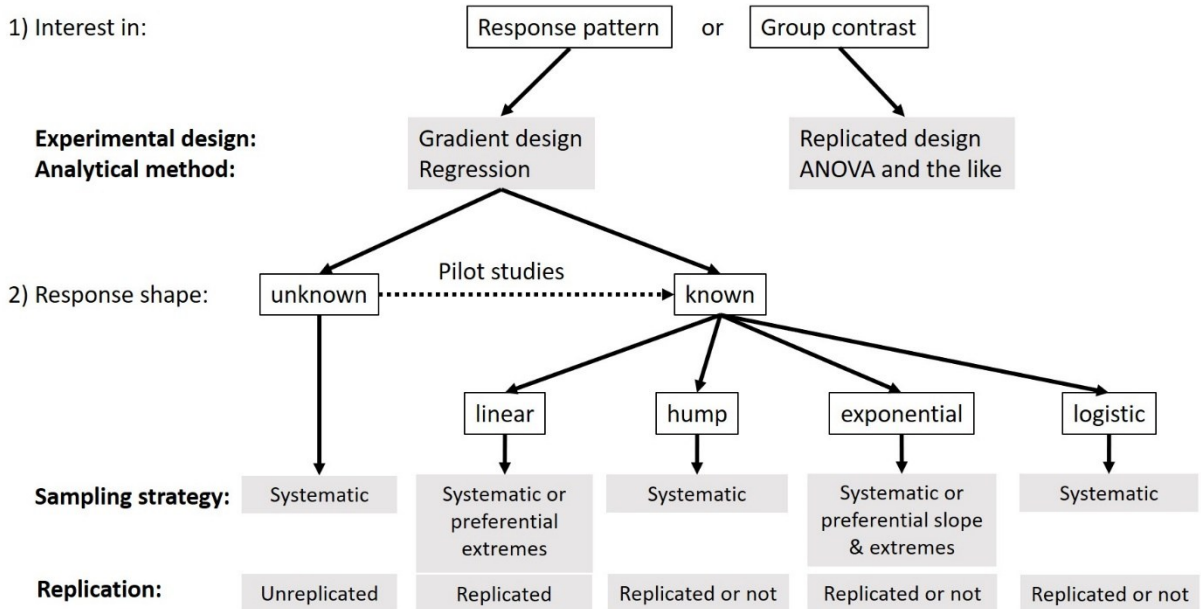 1) Interest in:
Response pattern
or
Group contrast
Experimental design:
Analytical method:
Gradient design
Regression
Replicated design
ANOVA and the like
Pilot studies
2) Response shape:
unknown
known
linear
hump
exponential
logistic
Sampling strategy:
Systematic
Systematic or
preferential
extremes
Systematic
Systematic or
preferential slope
& extremes
Systematic
Replication:
Unreplicated
Replicated
Replicated or not
Replicated or not
Replicated or not